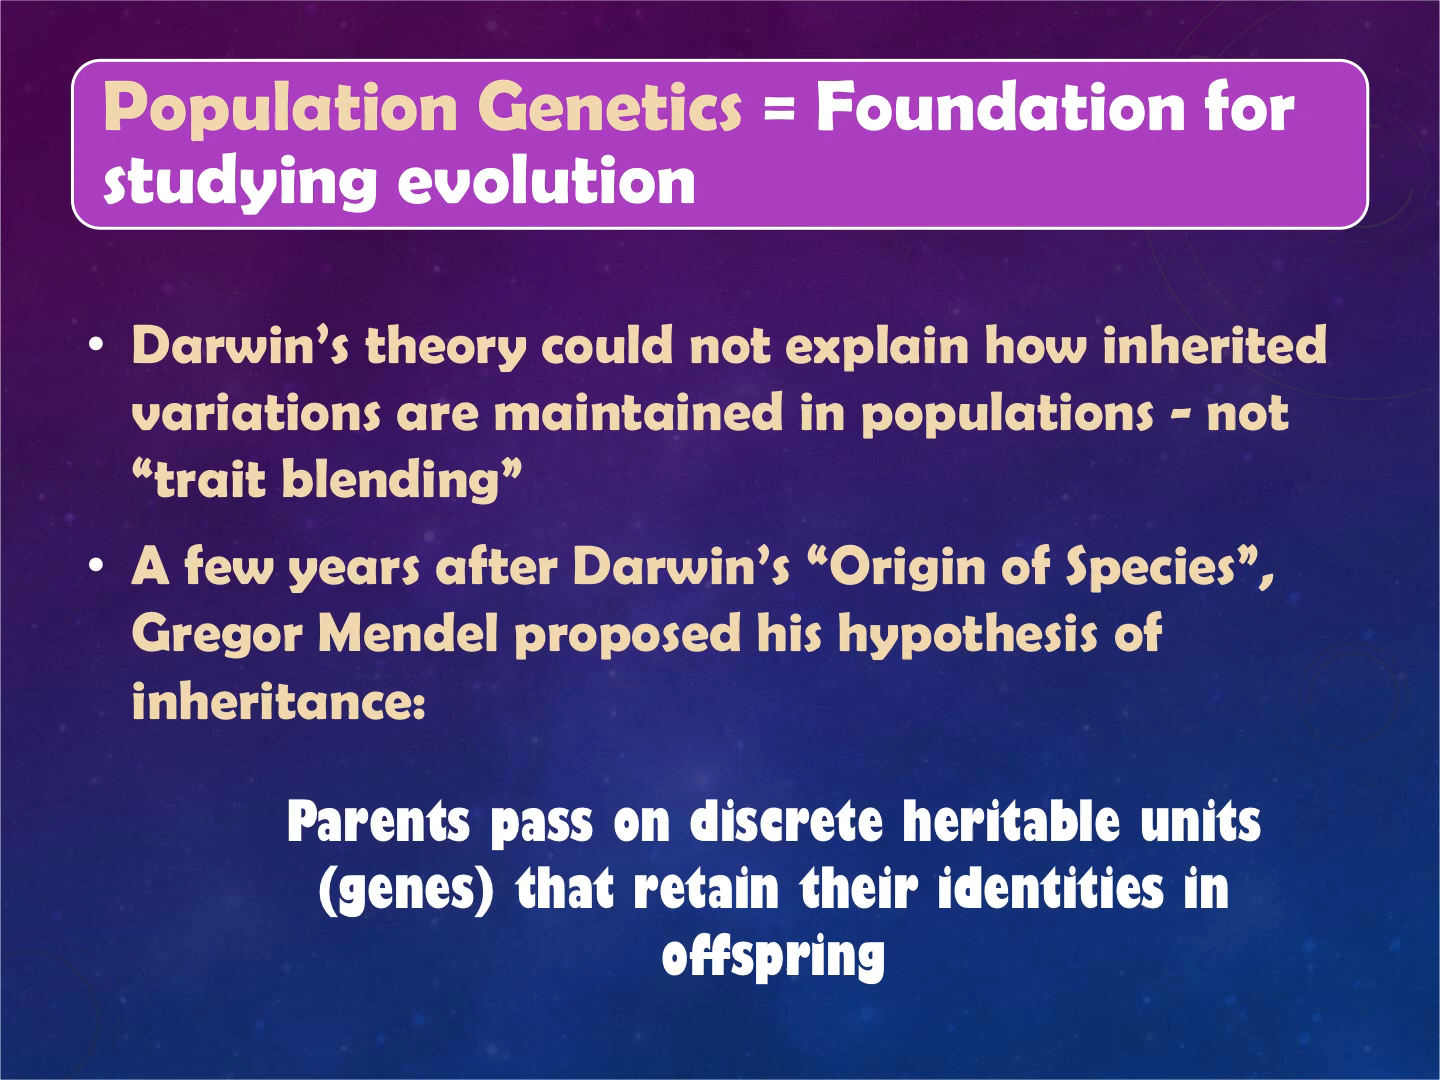 Population Genetics = Foundation for
studying evolution
• Darwin’s theory could not explain how inherited
variations are maintained in populations - not
“trait blending”
• A few years after Darwin’s “Origin of Species”,
Gregor Mendel proposed his hypothesis of
inheritance:
Parents pass on discrete heritable units
(genes) that retain their identities in
offspring